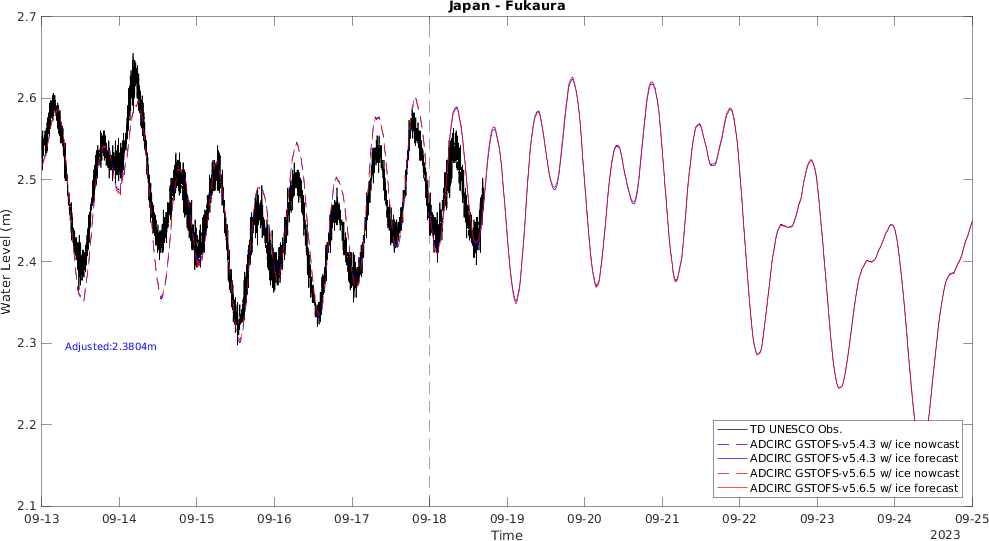 Japan - Fukaura
2.7
2.6
2.5
2.4
2.3
2.2
2.1
Water Level (m)
Adjusted:2.3804m
TD UNESCO Obs.
ADCIRC GSTOFS-v5.4.3 w/ ice nowcast
ADCIRC GSTOFS-v5.4.3 w/ ice forecast
ADCIRC GSTOFS-v5.6.5 w/ ice nowcast
ADCIRC GSTOFS-v5.6.5 w/ ice forecast
09-13 09-14 09-15 09-16 09-17 09-18 09-19 09-20 09-21 09-22 09-23 09-24 09-25
Time
2023